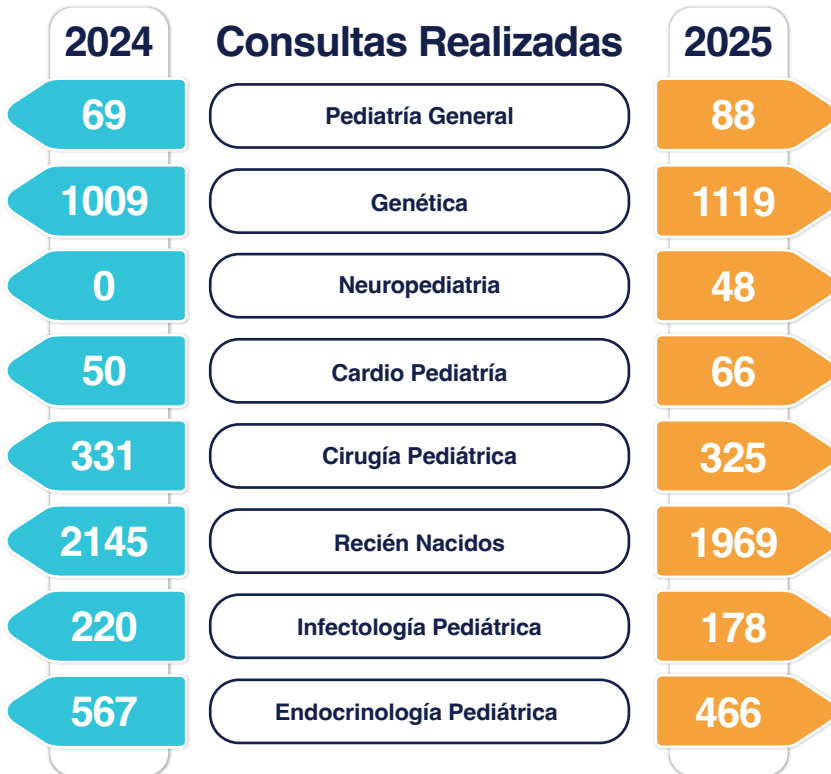 2024 Consultas Realizadas 2025
69 Pediatría General 88
1009 Genética 1119
0 Neuropediatria 48
50 Cardio Pediatría 66
331 Cirugía Pediátrica 325
2145 Recién Nacidos 1969
220 Infectología Pediátrica 178
567 Endocrinología Pediátrica 466